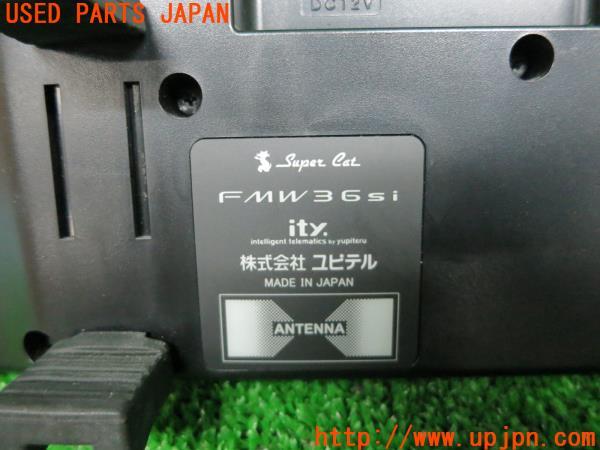 USED PARTS JAPAN
DC12V
Super Cat
FMW36si
ity.
intelligent telematics by yupiteru
株式会社 ユピテル
MADE IN JAPAN
ANTENNA
UPJ
http://www.upjpn.com